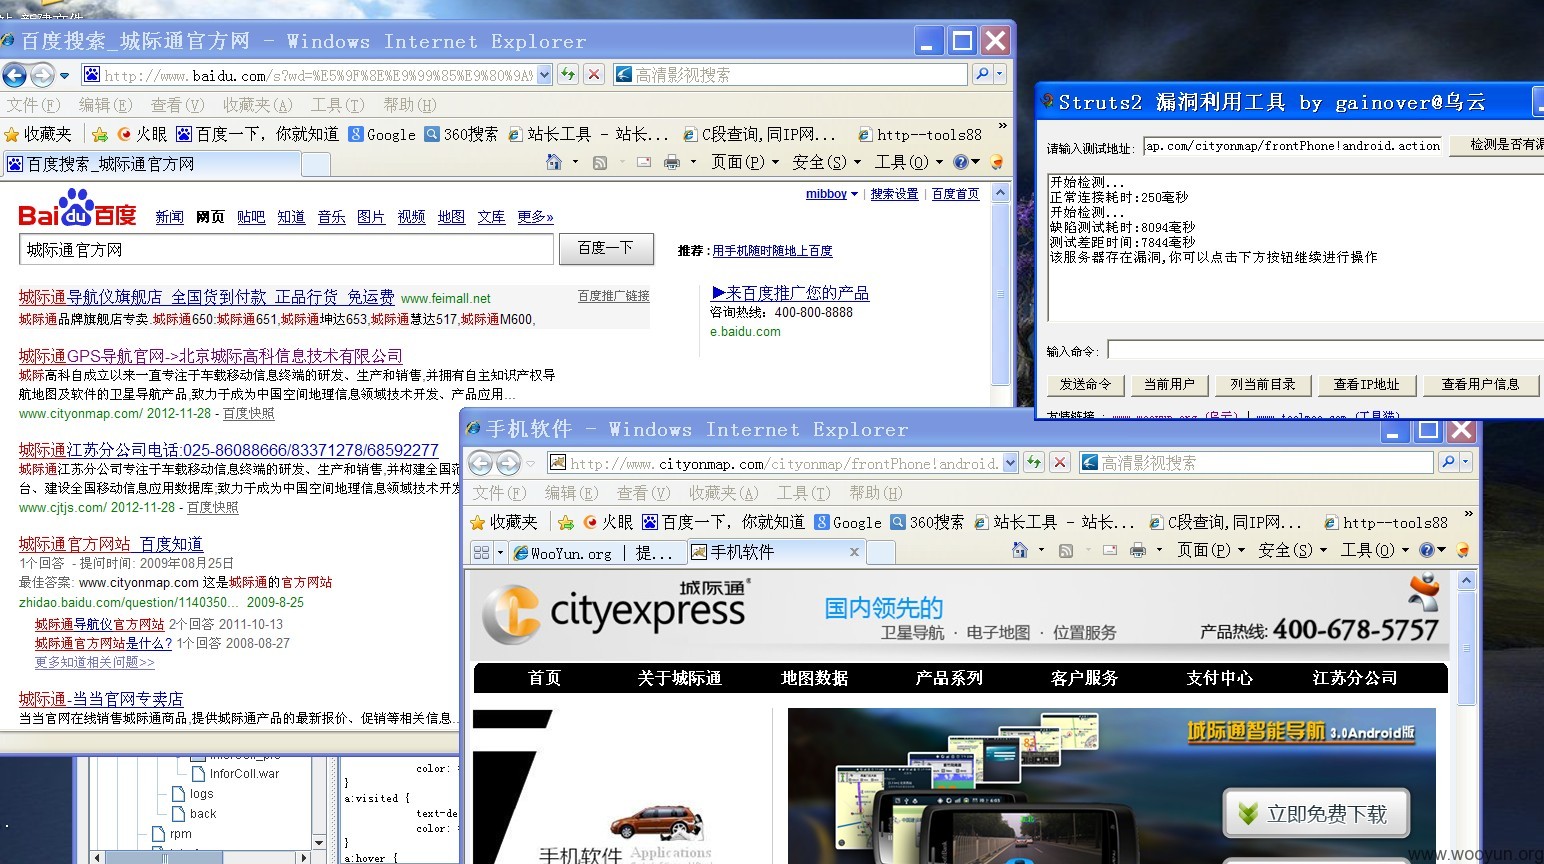 百度搜索_城际通官方网 - Windows Internet Explorer
http://www.baidu.com/s?wd=%E5%9F%8E%E9%99%85%E9%80%9A%
高清影视搜索
文件(F) 编辑(E) 查看(V) 收藏夹(A) 工具(T) 帮助(H)
收藏夹 火眼 百度一下，你就知道 Google 360搜索 站长工具 - 站长... C段查询,同IP网... http--tools88 »
百度搜索_城际通官方网
页面(P) 安全(S) 工具(O)
mibboy | 搜索设置 | 百度首页
Bai du 百度 新闻 网页 贴吧 知道 音乐 图片 视频 地图 文库 更多»
城际通官方网 百度一下 推荐：用手机随时随地上百度
城际通导航仪旗舰店 全国货到付款 正品行货 免运费 www.feimall.net 百度推广链接
城际通品牌旗舰店专卖.城际通650:城际通651,城际通坤达653,城际通慧达517,城际通M600,
▶来百度推广您的产品
咨询热线：400-800-8888
e.baidu.com
城际通GPS导航官网->北京城际高科信息技术有限公司
城际高科自成立以来一直专注于车载移动信息终端的研发、生产和销售,并拥有自主知识产权导
航地图及软件的卫星导航产品,致力于成为中国空间地理信息领域技术开发、产品应用...
www.cityonmap.com/ 2012-11-28 - 百度快照
城际通江苏分公司电话:025-86088666/83371278/68592277
城际通江苏分公司专注于车载移动信息终端的研发、生产和销售,并构建全国范
台、建设全国移动信息应用数据库;致力于成为中国空间地理信息领域技术开发
www.cjtjs.com/ 2012-11-28 - 百度快照
城际通官方网站_百度知道
1个回答 - 提问时间: 2009年08月25日
最佳答案: www.cityonmap.com 这是城际通的官方网站
zhidao.baidu.com/question/1140350... 2009-8-25
城际通导航仪官方网站 2个回答 2011-10-13
城际通官方网站是什么? 1个回答 2008-08-27
更多知道相关问题>>
城际通-当当官网专卖店
当当官网在线销售城际通商品,提供城际通产品的最新报价、促销等相关信息...
InforColl.war
logs
back
rpm
color:
}
a:visited {
text-de
color:
}
a:hover {
Struts2 漏洞利用工具 by gainover@乌云
请输入测试地址: ap.com/cityonmap/frontPhone!android.action 检测是否有漏
开始检测...
正常连接耗时:250毫秒
开始检测...
缺陷测试耗时:8094毫秒
测试差距时间:7844毫秒
该服务器存在漏洞,你可以点击下方按钮继续进行操作
输入命令:
发送命令 当前用户 列当前目录 查看IP地址 查看用户信息
友情链接 : www.wooyun.org (乌云) | www.toolmao.com (工具猫)
手机软件 - Windows Internet Explorer
http://www.cityonmap.com/cityonmap/frontPhone!android.
高清影视搜索
文件(F) 编辑(E) 查看(V) 收藏夹(A) 工具(T) 帮助(H)
收藏夹 火眼 百度一下，你就知道 Google 360搜索 站长工具 - 站长... C段查询,同IP网... http--tools88 »
WooYun.org | 提... 手机软件
页面(P) 安全(S) 工具(O)
城际通®
cityexpress
国内领先的
卫星导航 · 电子地图 · 位置服务
产品热线: 400-678-5757
首页 关于城际通 地图数据 产品系列 客户服务 支付中心 江苏分公司
城际通智能导航 3.0Android版
立即免费下载
手机软件 Applications
www.wooyun.org